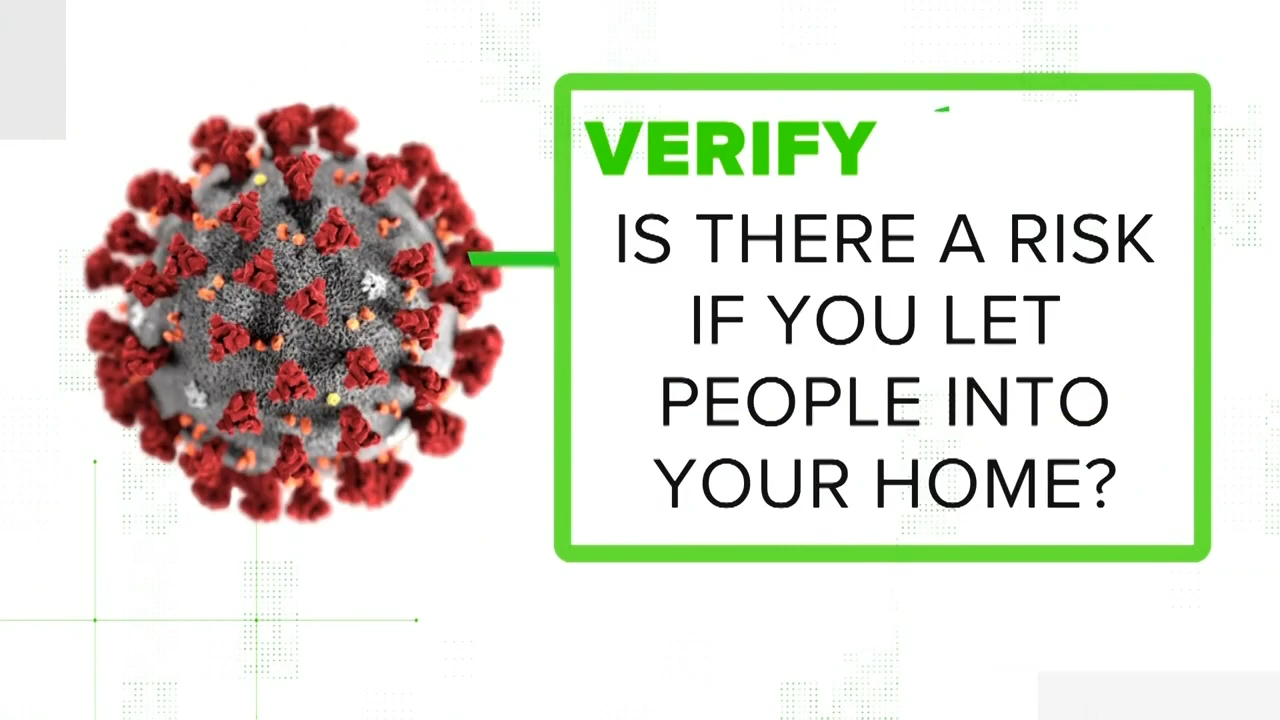 VERIFY
IS THERE A RISK
IF YOU LET
PEOPLE INTO
YOUR HOME?